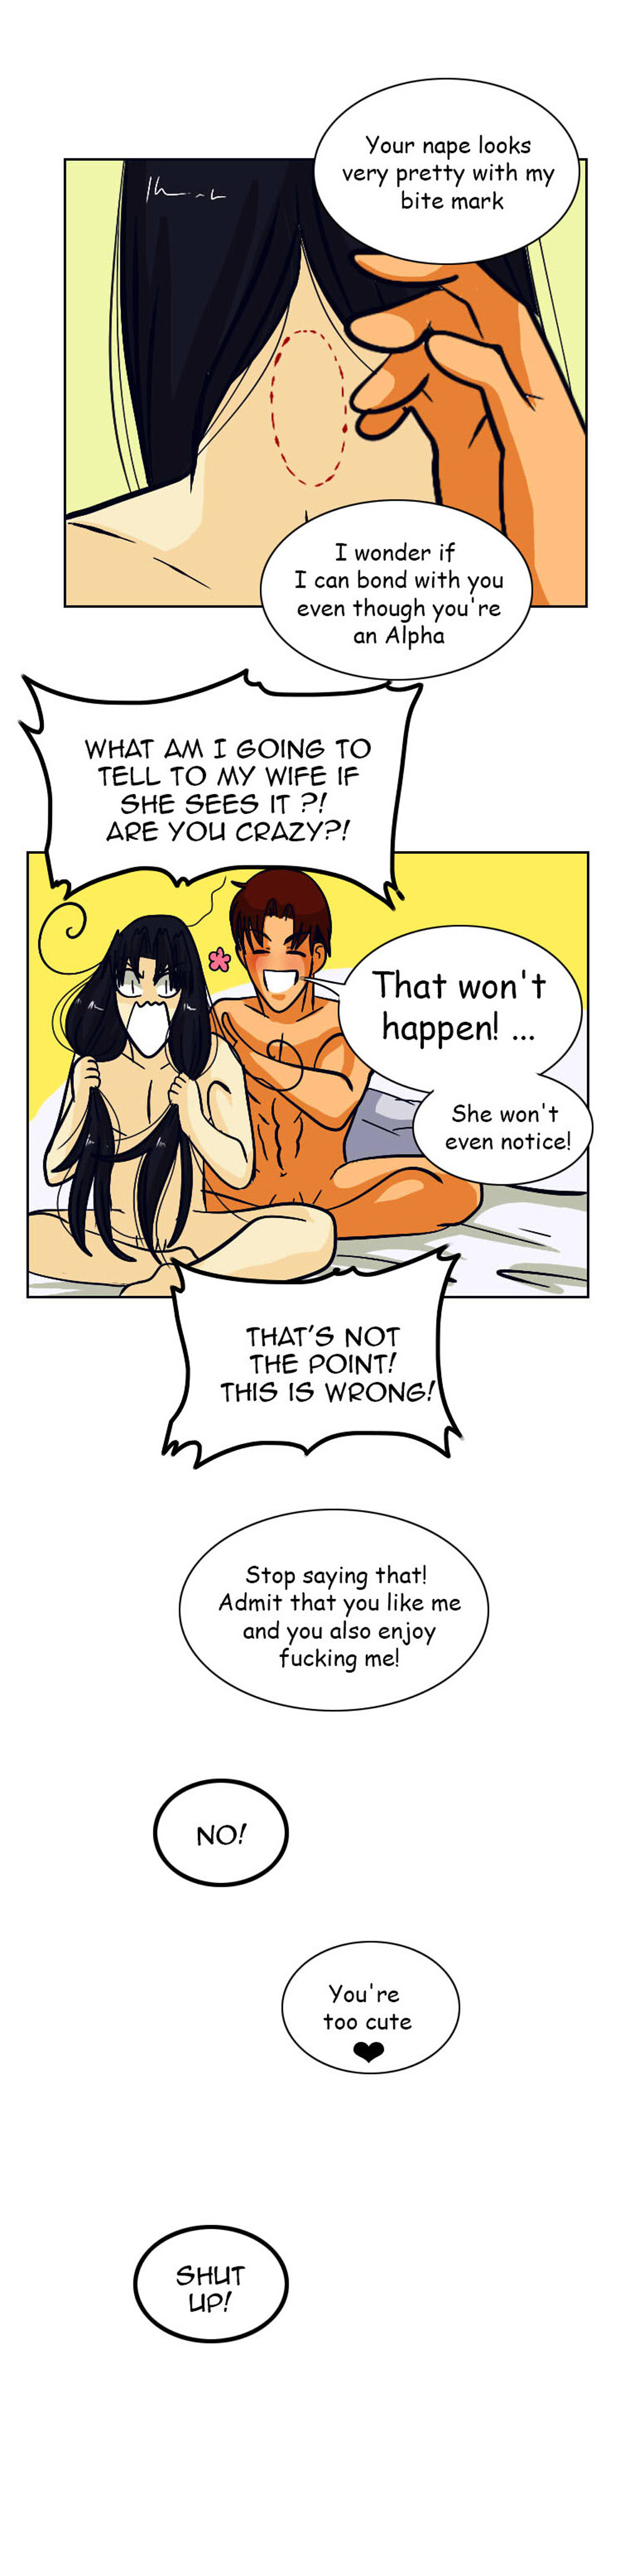 Your nape looks
very pretty with my
bite mark
I wonder if
I can bond with you
even though you're
an Alpha
WHAT AM I GOING TO
TELL TO MY WIFE IF
SHE SEES IT ?!
ARE YOU CRAZY?!
That won't
happen! ...
She won't
even notice!
THAT'S NOT
THE POINT!
THIS IS WRONG!
Stop saying that!
Admit that you like me
and you also enjoy
fucking me!
NO!
You're
too cute
❤
SHUT
UP!